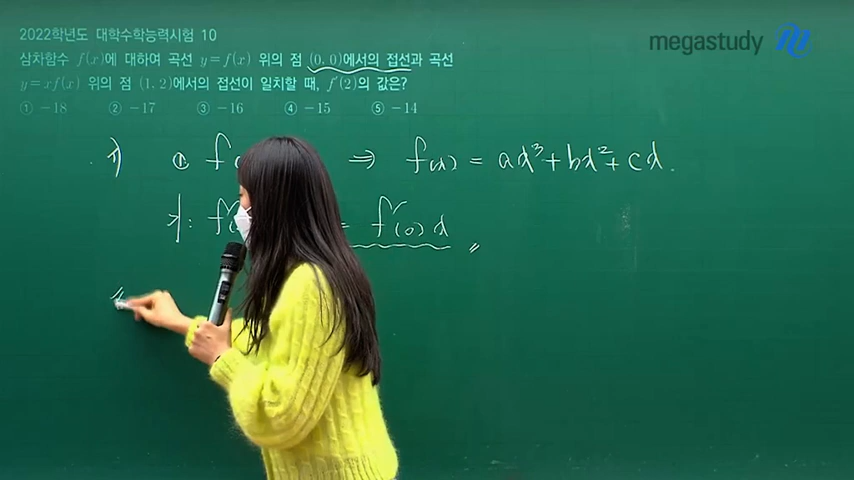 2022학년도 대학수학능력시험 10
megastudy
삼차함수 f(x)에 대하여 곡선 y=f(x) 위의 점 (0, 0)에서의 접선과 곡선
y=xf(x) 위의 점 (1, 2)에서의 접선이 일치할 때, f′(2)의 값은?
① −18 ② −17 ③ −16 ④ −15 ⑤ −14
i) ① f ⇒ f(x) = ax³+bx²+cx.
접: f = f′(0)x